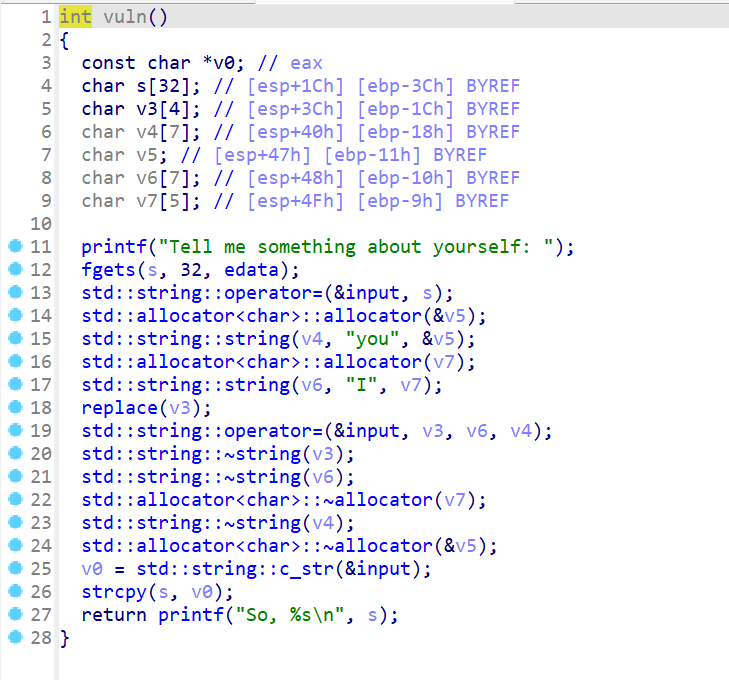 1 int vuln()
2 {
3 const char *v0; // eax
4 char s[32]; // [esp+1Ch] [ebp-3Ch] BYREF
5 char v3[4]; // [esp+3Ch] [ebp-1Ch] BYREF
6 char v4[7]; // [esp+40h] [ebp-18h] BYREF
7 char v5; // [esp+47h] [ebp-11h] BYREF
8 char v6[7]; // [esp+48h] [ebp-10h] BYREF
9 char v7[5]; // [esp+4Fh] [ebp-9h] BYREF
10
11 printf("Tell me something about yourself: ");
12 fgets(s, 32, edata);
13 std::string::operator=(&input, s);
14 std::allocator<char>::allocator(&v5);
15 std::string::string(v4, "you", &v5);
16 std::allocator<char>::allocator(v7);
17 std::string::string(v6, "I", v7);
18 replace(v3);
19 std::string::operator=(&input, v3, v6, v4);
20 std::string::~string(v3);
21 std::string::~string(v6);
22 std::allocator<char>::~allocator(v7);
23 std::string::~string(v4);
24 std::allocator<char>::~allocator(&v5);
25 v0 = std::string::c_str(&input);
26 strcpy(s, v0);
27 return printf("So, %s\n", s);
28 }